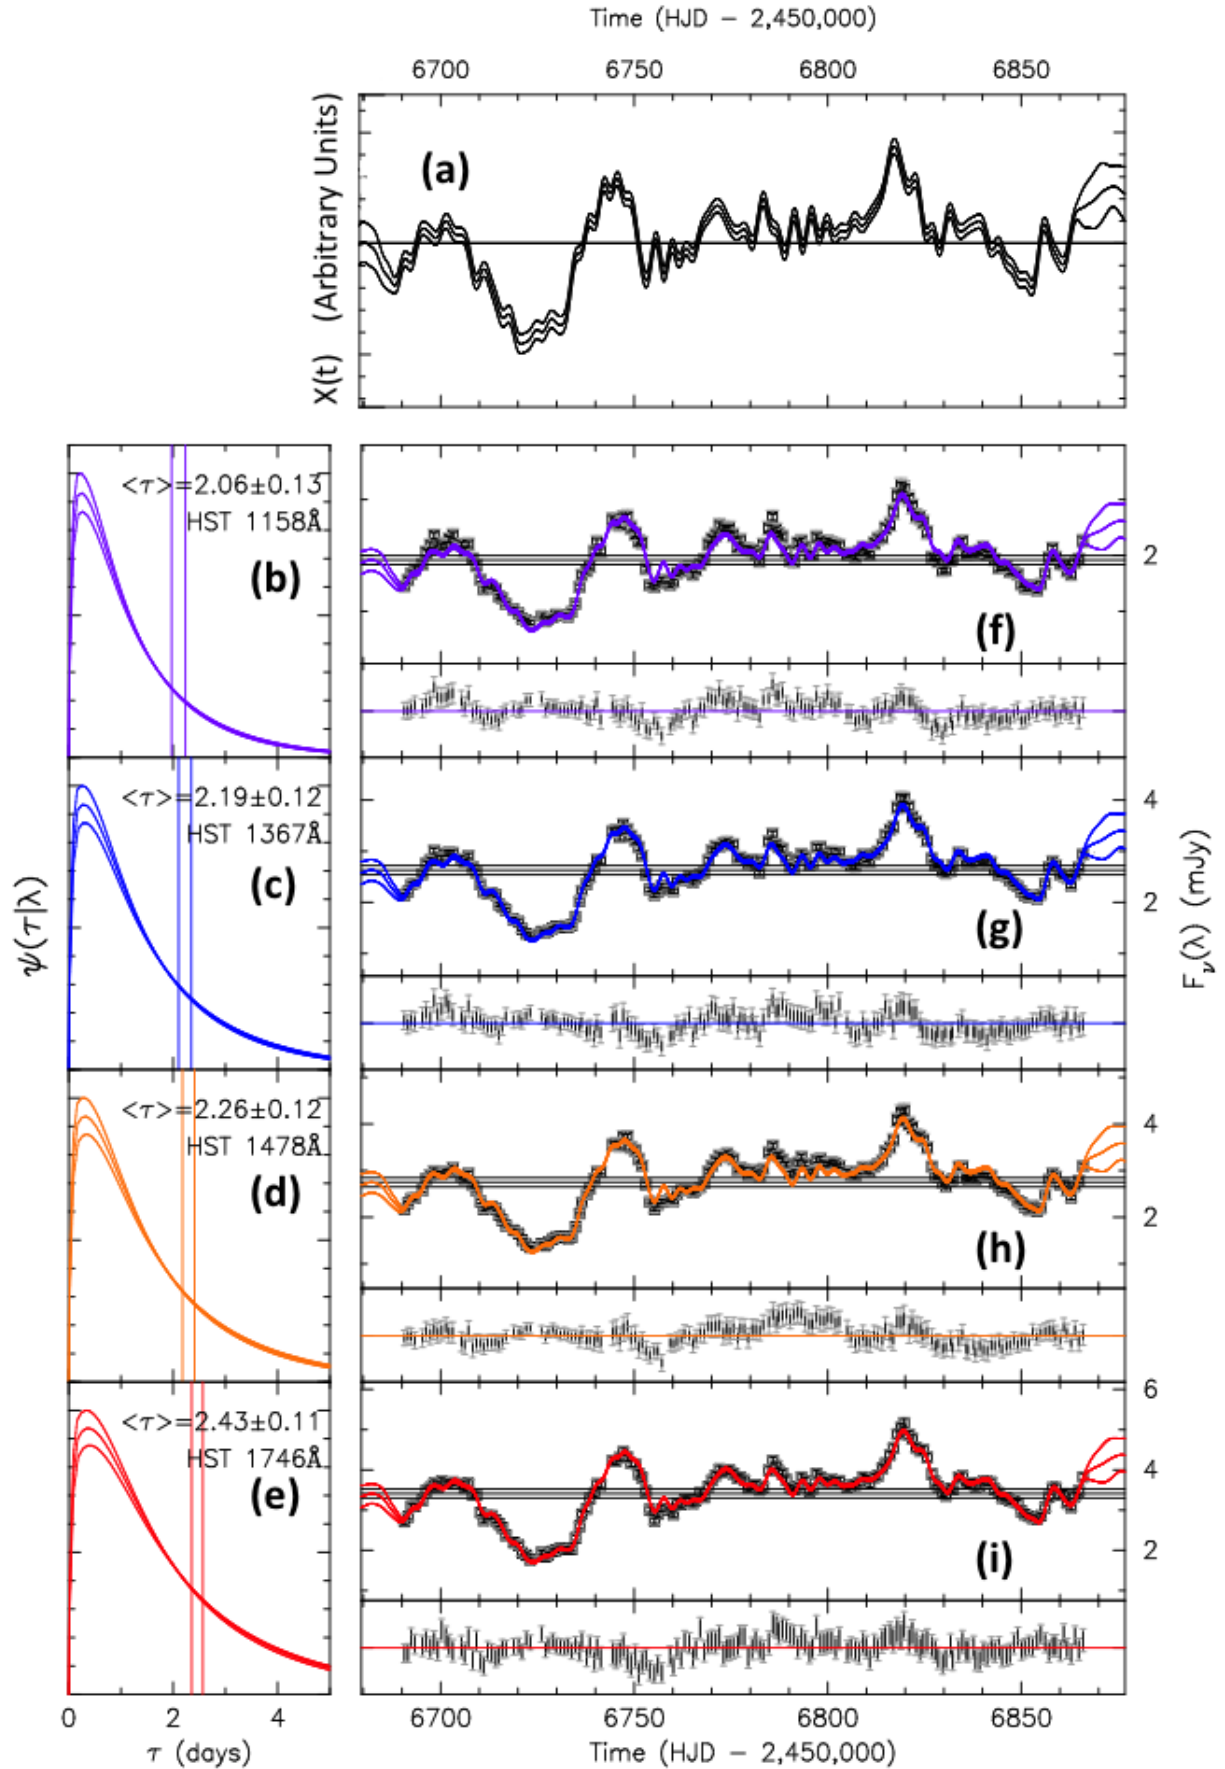 Time (HJD − 2,450,000)
6700 6750 6800 6850
X(t) (Arbitrary Units)
(a)
<τ>=2.06±0.13
HST 1158Å
(b)
(f)
2
<τ>=2.19±0.12
HST 1367Å
(c)
(g)
4
2
<τ>=2.26±0.12
HST 1478Å
(d)
(h)
4
2
<τ>=2.43±0.11
HST 1746Å
(e)
(i)
6
4
2
ψ(τ|λ)
F𝜈(λ) (mJy)
0 2 4
τ (days)
6700 6750 6800 6850
Time (HJD − 2,450,000)